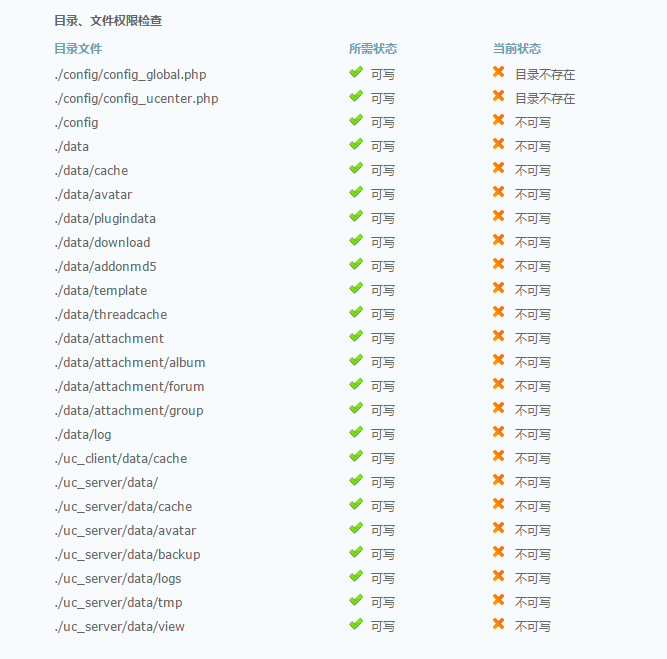 目录、文件权限检查
目录文件 所需状态 当前状态
./config/config_global.php 可写 目录不存在
./config/config_ucenter.php 可写 目录不存在
./config 可写 不可写
./data 可写 不可写
./data/cache 可写 不可写
./data/avatar 可写 不可写
./data/plugindata 可写 不可写
./data/download 可写 不可写
./data/addonmd5 可写 不可写
./data/template 可写 不可写
./data/threadcache 可写 不可写
./data/attachment 可写 不可写
./data/attachment/album 可写 不可写
./data/attachment/forum 可写 不可写
./data/attachment/group 可写 不可写
./data/log 可写 不可写
./uc_client/data/cache 可写 不可写
./uc_server/data/ 可写 不可写
./uc_server/data/cache 可写 不可写
./uc_server/data/avatar 可写 不可写
./uc_server/data/backup 可写 不可写
./uc_server/data/logs 可写 不可写
./uc_server/data/tmp 可写 不可写
./uc_server/data/view 可写 不可写